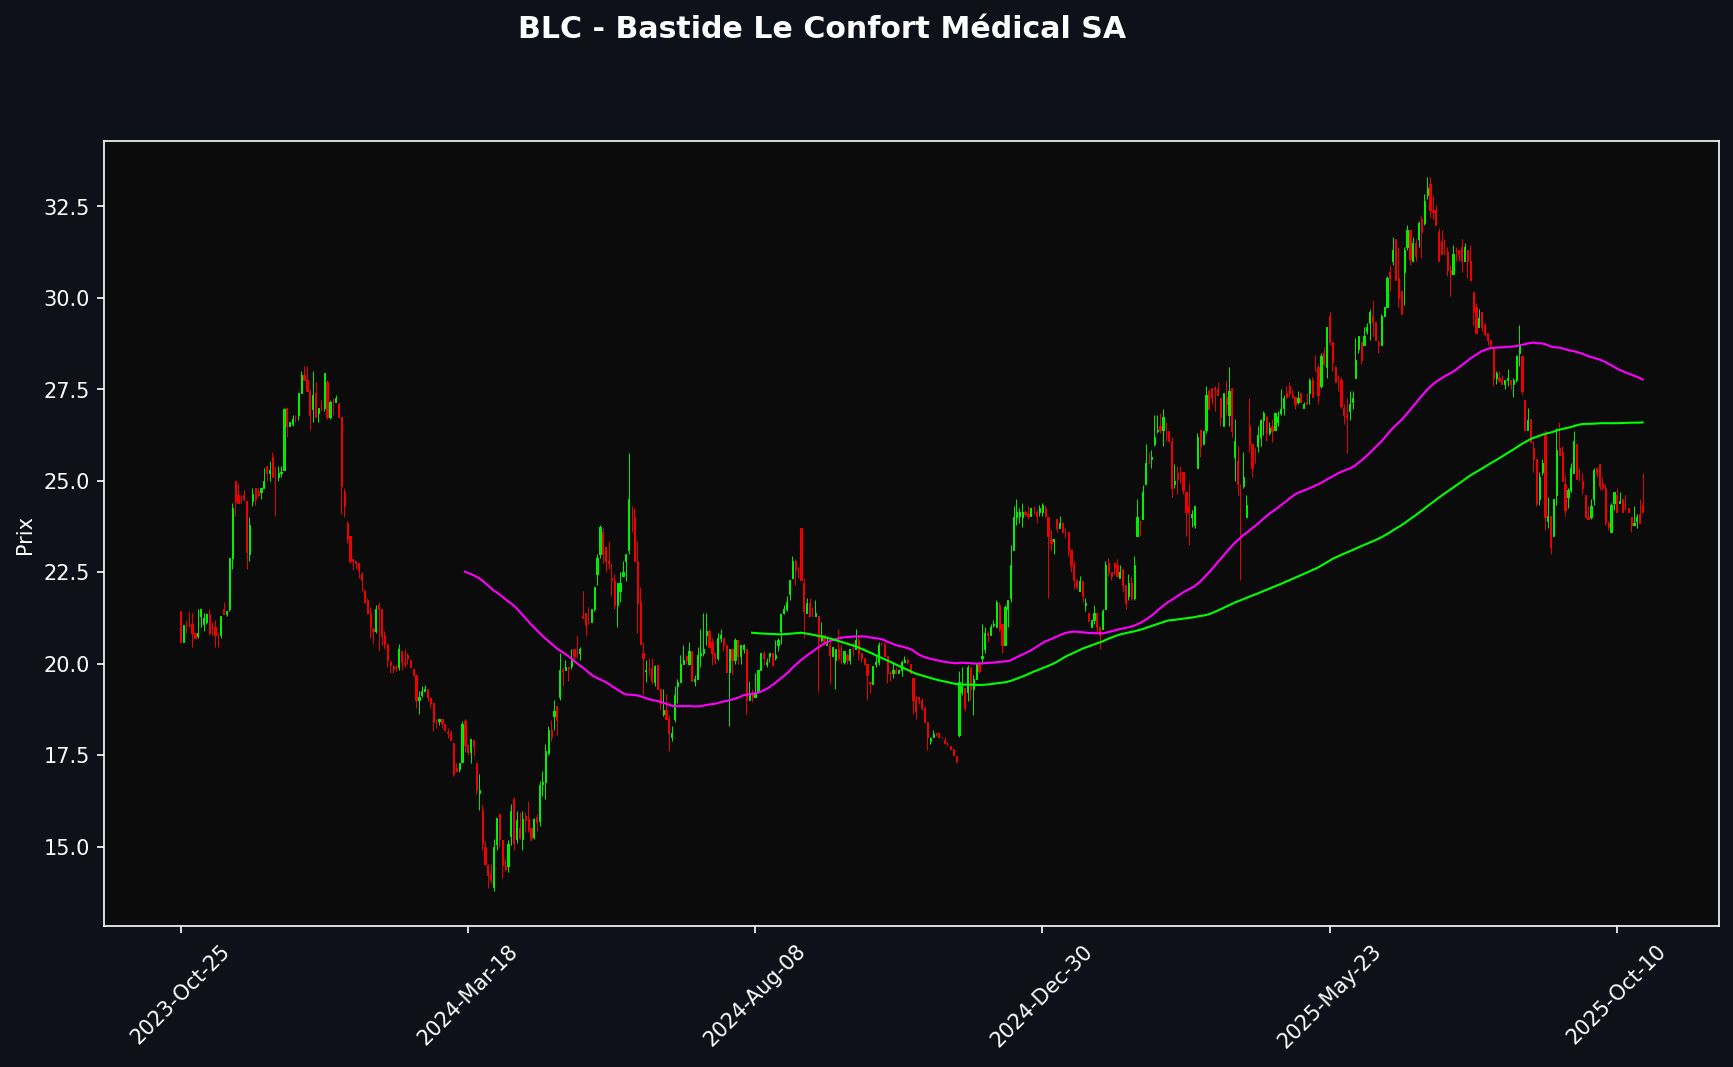 BLC - Bastide Le Confort Médical SA
Prix
32.5
30.0
27.5
25.0
22.5
20.0
17.5
15.0
2023-Oct-25
2024-Mar-18
2024-Aug-08
2024-Dec-30
2025-May-23
2025-Oct-10